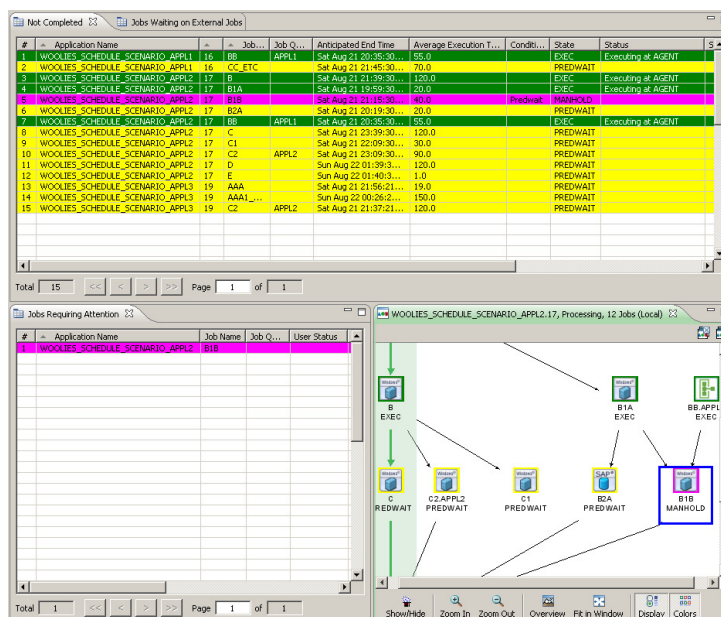 Not Completed
Jobs Waiting on External Jobs
# Application Name Job... Job Q... Anticipated End Time Average Execution T... Conditi... State Status S
1 WOOLIES_SCHEDULE_SCENARIO_APPL1 16 BB APPL1 Sat Aug 21 20:35:30... 55.0 EXEC Executing at AGENT
2 WOOLIES_SCHEDULE_SCENARIO_APPL1 16 CC_ETC Sat Aug 21 21:45:30... 70.0 PREDWAIT
3 WOOLIES_SCHEDULE_SCENARIO_APPL2 17 B Sat Aug 21 21:39:30... 120.0 EXEC Executing at AGENT
4 WOOLIES_SCHEDULE_SCENARIO_APPL2 17 B1A Sat Aug 21 19:59:30... 20.0 EXEC Executing at AGENT
5 WOOLIES_SCHEDULE_SCENARIO_APPL2 17 B1B Sat Aug 21 21:15:30... 40.0 Predwait MANHOLD
6 WOOLIES_SCHEDULE_SCENARIO_APPL2 17 B2A Sat Aug 21 20:19:30... 20.0 PREDWAIT
7 WOOLIES_SCHEDULE_SCENARIO_APPL2 17 BB APPL1 Sat Aug 21 20:35:30... 55.0 EXEC Executing at AGENT
8 WOOLIES_SCHEDULE_SCENARIO_APPL2 17 C Sat Aug 21 23:39:30... 120.0 PREDWAIT
9 WOOLIES_SCHEDULE_SCENARIO_APPL2 17 C1 Sat Aug 21 22:09:30... 30.0 PREDWAIT
10 WOOLIES_SCHEDULE_SCENARIO_APPL2 17 C2 APPL2 Sat Aug 21 23:09:30... 90.0 PREDWAIT
11 WOOLIES_SCHEDULE_SCENARIO_APPL2 17 D Sun Aug 22 01:39:3... 120.0 PREDWAIT
12 WOOLIES_SCHEDULE_SCENARIO_APPL2 17 E Sun Aug 22 01:40:3... 1.0 PREDWAIT
13 WOOLIES_SCHEDULE_SCENARIO_APPL3 19 AAA Sat Aug 21 21:56:21... 19.0 PREDWAIT
14 WOOLIES_SCHEDULE_SCENARIO_APPL3 19 AAA1_... Sun Aug 22 00:26:2... 150.0 PREDWAIT
15 WOOLIES_SCHEDULE_SCENARIO_APPL3 19 C2 APPL2 Sat Aug 21 21:37:21... 120.0 PREDWAIT
Total 15 << < > >> Page 1 of 1
Jobs Requiring Attention
# Application Name Job Name Job Q... User Status
1 WOOLIES_SCHEDULE_SCENARIO_APPL2 B1B
Total 1 << < > >> Page 1 of 1
WOOLIES_SCHEDULE_SCENARIO_APPL2.17, Processing, 12 Jobs (Local)
B B1A BB.APPL
EXEC EXEC EXEC
SAP
C C2.APPL2 C1 B2A B1B
REDWAIT PREDWAIT PREDWAIT PREDWAIT MANHOLD
Show/Hide Zoom In Zoom Out Overview Fit in Window Display Colors